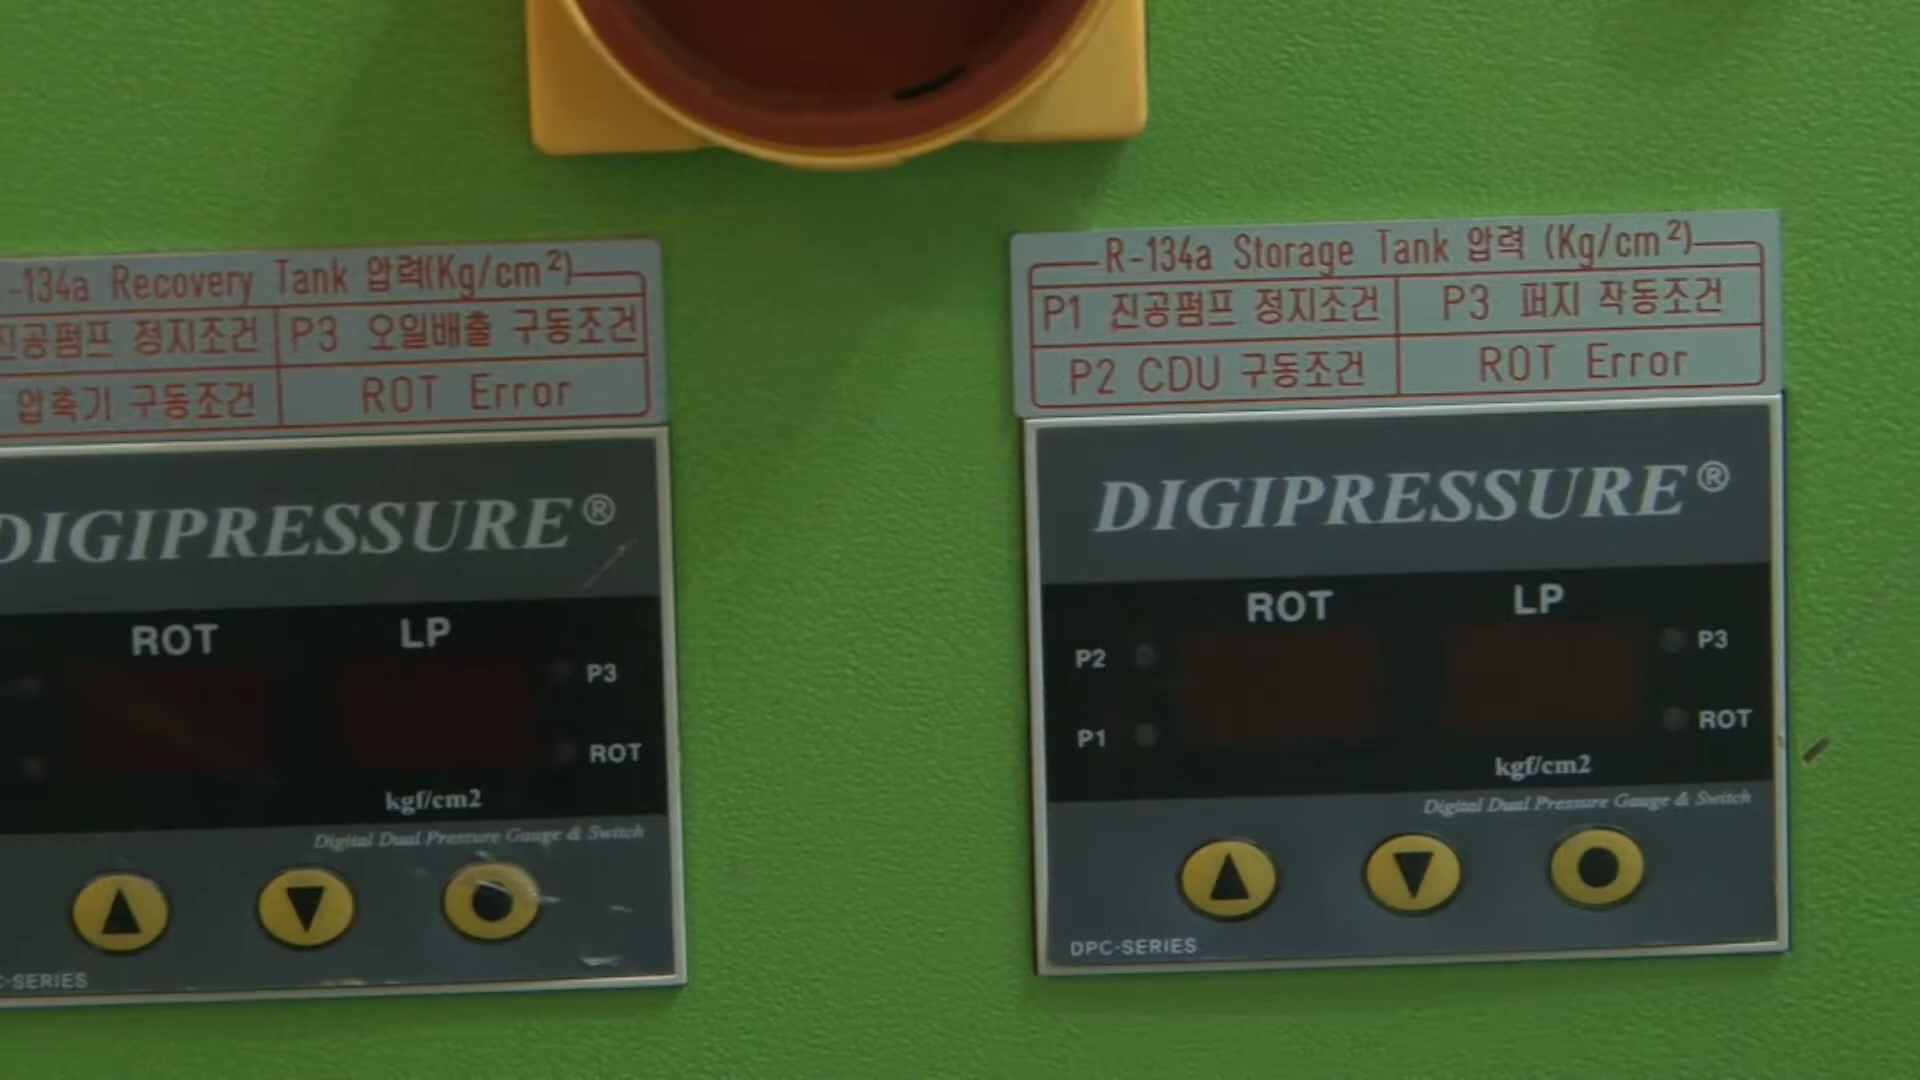 -134a Recovery Tank 압력(Kg/cm²)
진공펌프 정지조건 P3 오일배출 구동조건
압축기 구동조건 ROT Error
DIGIPRESSURE®
ROT LP
P3
ROT
kgf/cm2
Digital Dual Pressure Gauge & Switch
C-SERIES
R-134a Storage Tank 압력 (Kg/cm²)
P1 진공펌프 정지조건 P3 퍼지 작동조건
P2 CDU 구동조건 ROT Error
DIGIPRESSURE®
ROT LP
P2 P3
P1 ROT
kgf/cm2
Digital Dual Pressure Gauge & Switch
DPC-SERIES